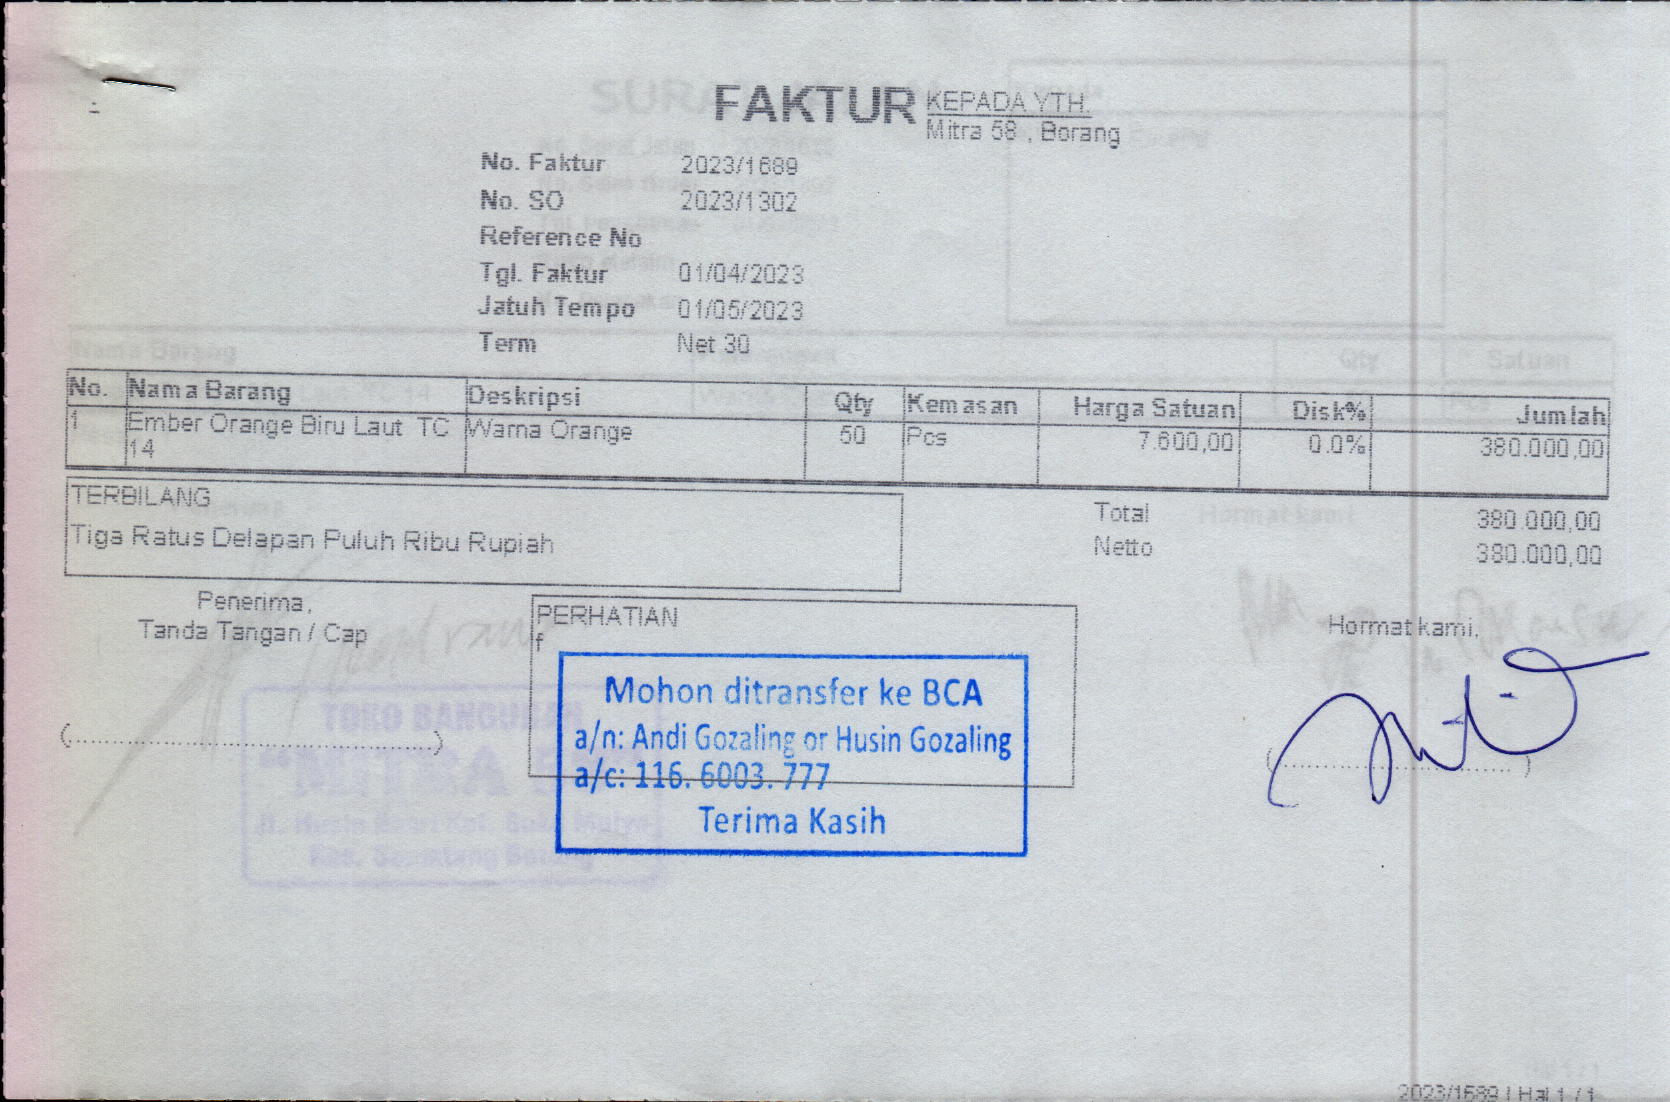 FAKTUR
KEPADA YTH.
Mitra 58 , Borang
No. Faktur 2023/1689
No. SO 2023/1302
Reference No
Tgl. Faktur 01/04/2023
Jatuh Tempo 01/05/2023
Term Net 30
No. Nama Barang Deskripsi Qty Kemasan Harga Satuan Disk% Jumlah
1 Ember Orange Biru Laut TC 14 Warna Orange 50 Pcs 7.600,00 0.0% 380.000,00
TERBILANG
Tiga Ratus Delapan Puluh Ribu Rupiah
Total 380.000,00
Netto 380.000,00
Penerima,
Tanda Tangan / Cap
PERHATIAN
f
Hormat kami,
Mohon ditransfer ke BCA
a/n: Andi Gozaling or Husin Gozaling
a/c: 116. 6003. 777
Terima Kasih
TOKO BANGUNAN
2023/1689 | Hal 1 / 1